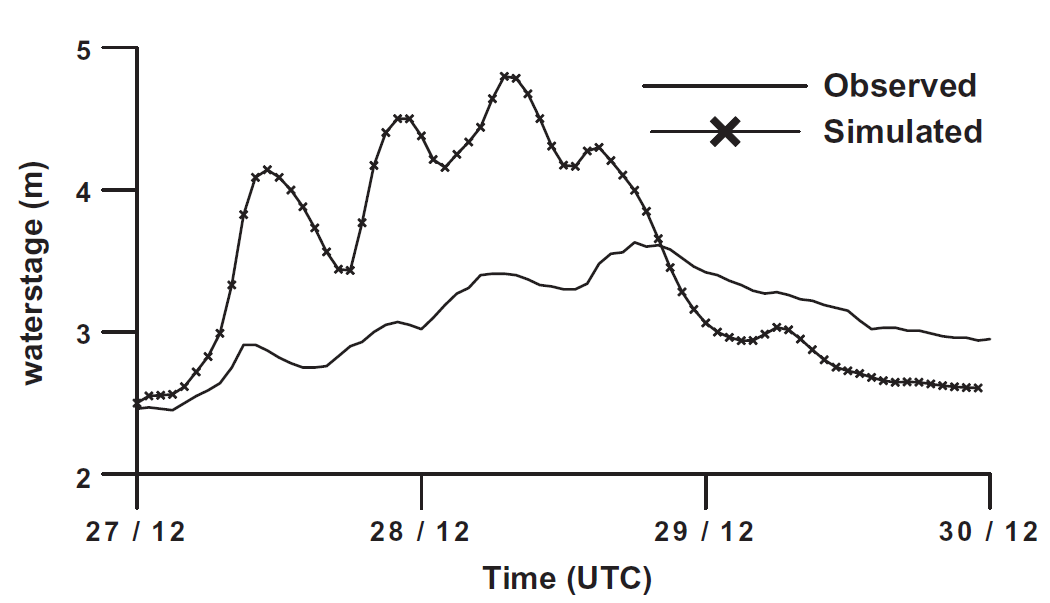 5
Observed
Simulated
4
waterstage (m)
3
2
27 / 12 28 / 12 29 / 12 30 / 12
Time (UTC)